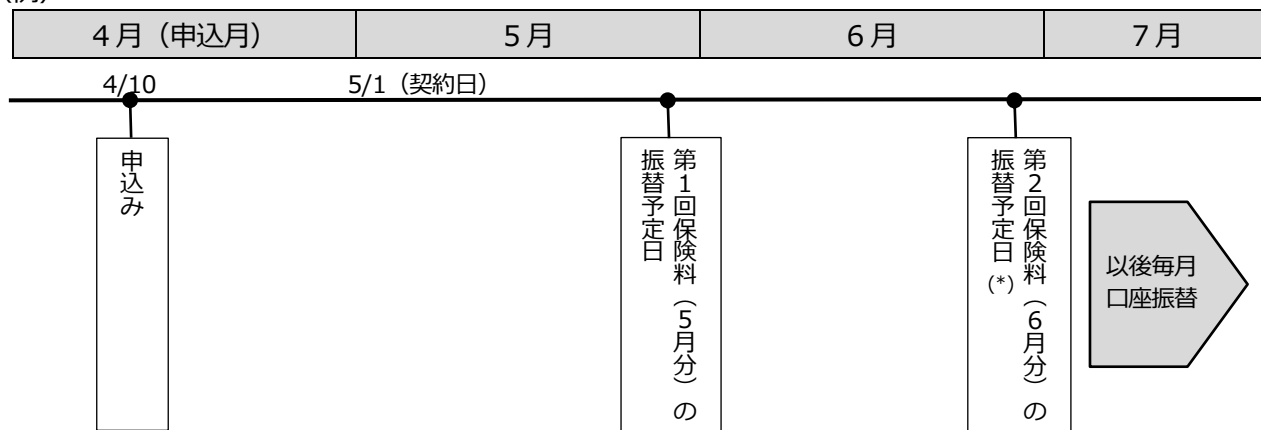 ４月（申込月）
５月
６月
７月
4/10
5/1（契約日）
申込み
第１回保険料（５月分）の
振替予定日
第２回保険料（６月分）の
振替予定日(*)
以後毎月
口座振替